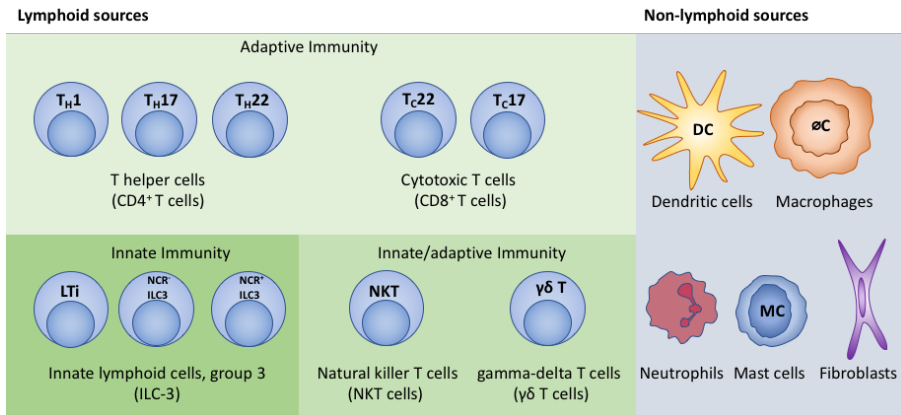 Lymphoid sources
Non-lymphoid sources
Adaptive Immunity
TH1
TH17
TH22
TC22
TC17
DC
øC
T helper cells
(CD4⁺ T cells)
Cytotoxic T cells
(CD8⁺ T cells)
Dendritic cells
Macrophages
Innate Immunity
Innate/adaptive Immunity
LTi
NCR⁻
ILC3
NCR⁺
ILC3
NKT
γδ T
MC
Innate lymphoid cells, group 3
(ILC-3)
Natural killer T cells
(NKT cells)
gamma-delta T cells
(γδ T cells)
Neutrophils
Mast cells
Fibroblasts